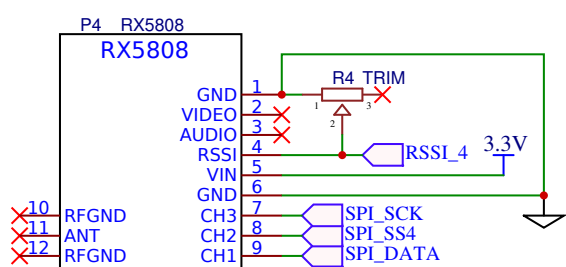 P4 RX5808
RX5808
GND 1
VIDEO 2
AUDIO 3
RSSI 4
VIN 5
GND 6
CH3 7
CH2 8
CH1 9
10 RFGND
11 ANT
12 RFGND
R4 TRIM
1 3
2
RSSI_4
3.3V
SPI_SCK
SPI_SS4
SPI_DATA